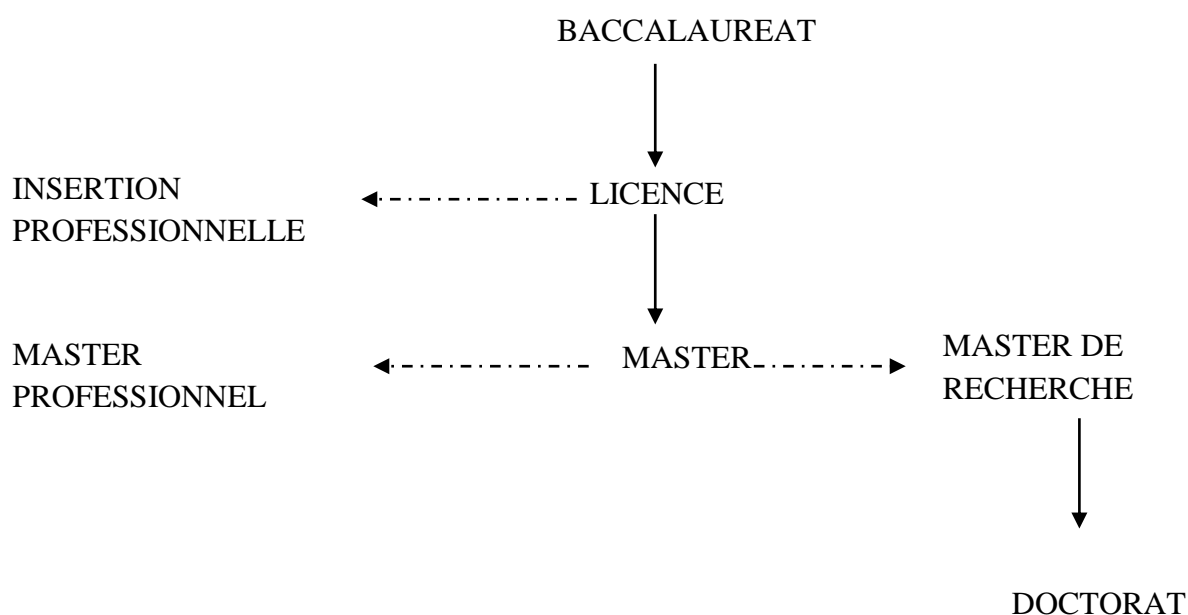 BACCALAUREAT
INSERTION
PROFESSIONNELLE
LICENCE
MASTER
PROFESSIONNEL
MASTER
MASTER DE
RECHERCHE
DOCTORAT